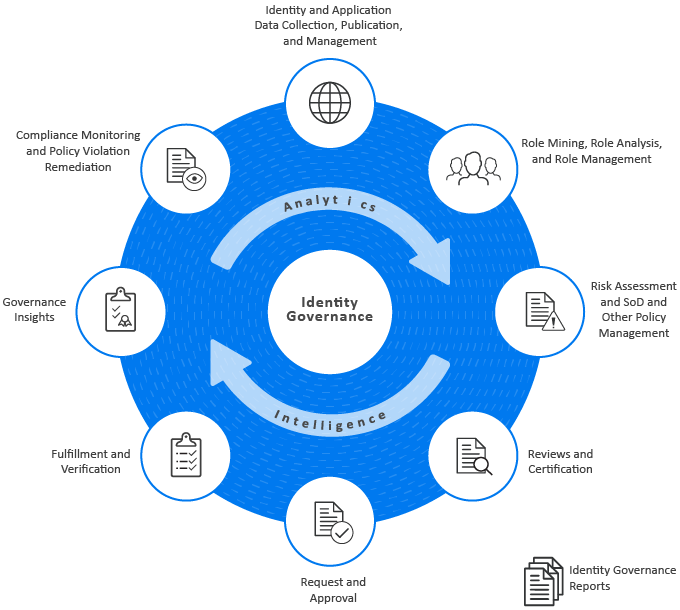 Identity and Application
Data Collection, Publication,
and Management
Role Mining, Role Analysis,
and Role Management
Risk Assessment
and SoD and
Other Policy
Management
Reviews and
Certification
Request and
Approval
Fulfillment and
Verification
Governance
Insights
Compliance Monitoring
and Policy Violation
Remediation
Analytics
Identity
Governance
Intelligence
Identity Governance
Reports